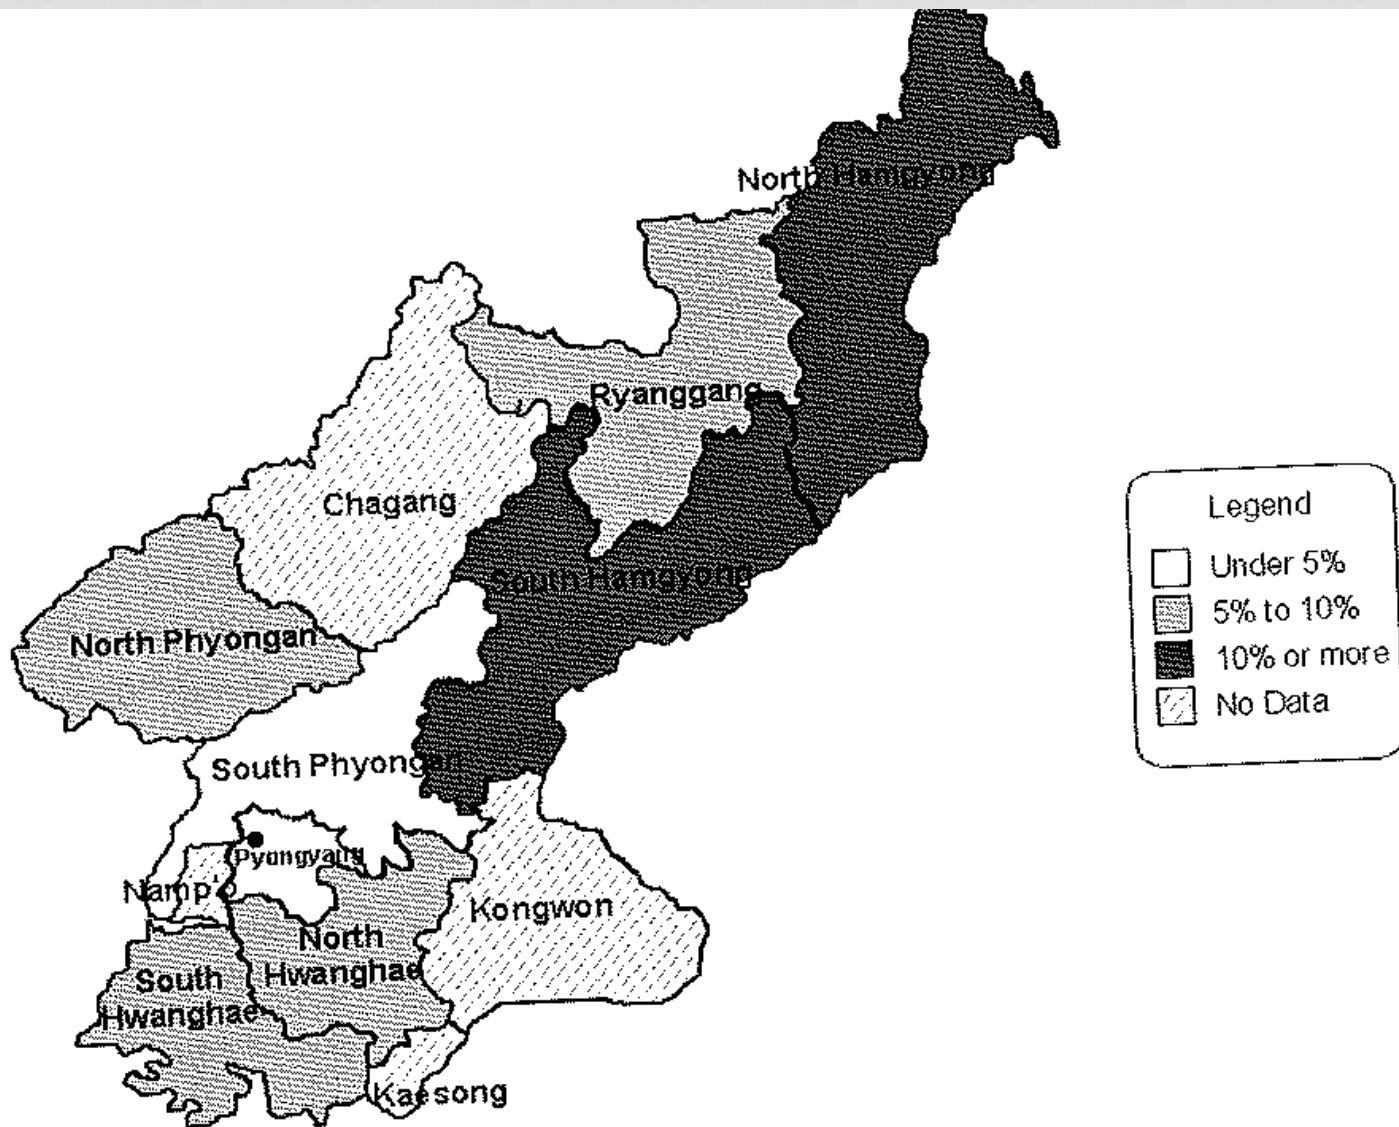 North Hamgyong
Ryanggang
Chagang
South Hamgyong
North Phyongan
South Phyongan
Pyongyang
Namp'o
Kongwon
North
Hwanghae
South
Hwanghae
Kaesong
Legend
Under 5%
5% to 10%
10% or more
No Data